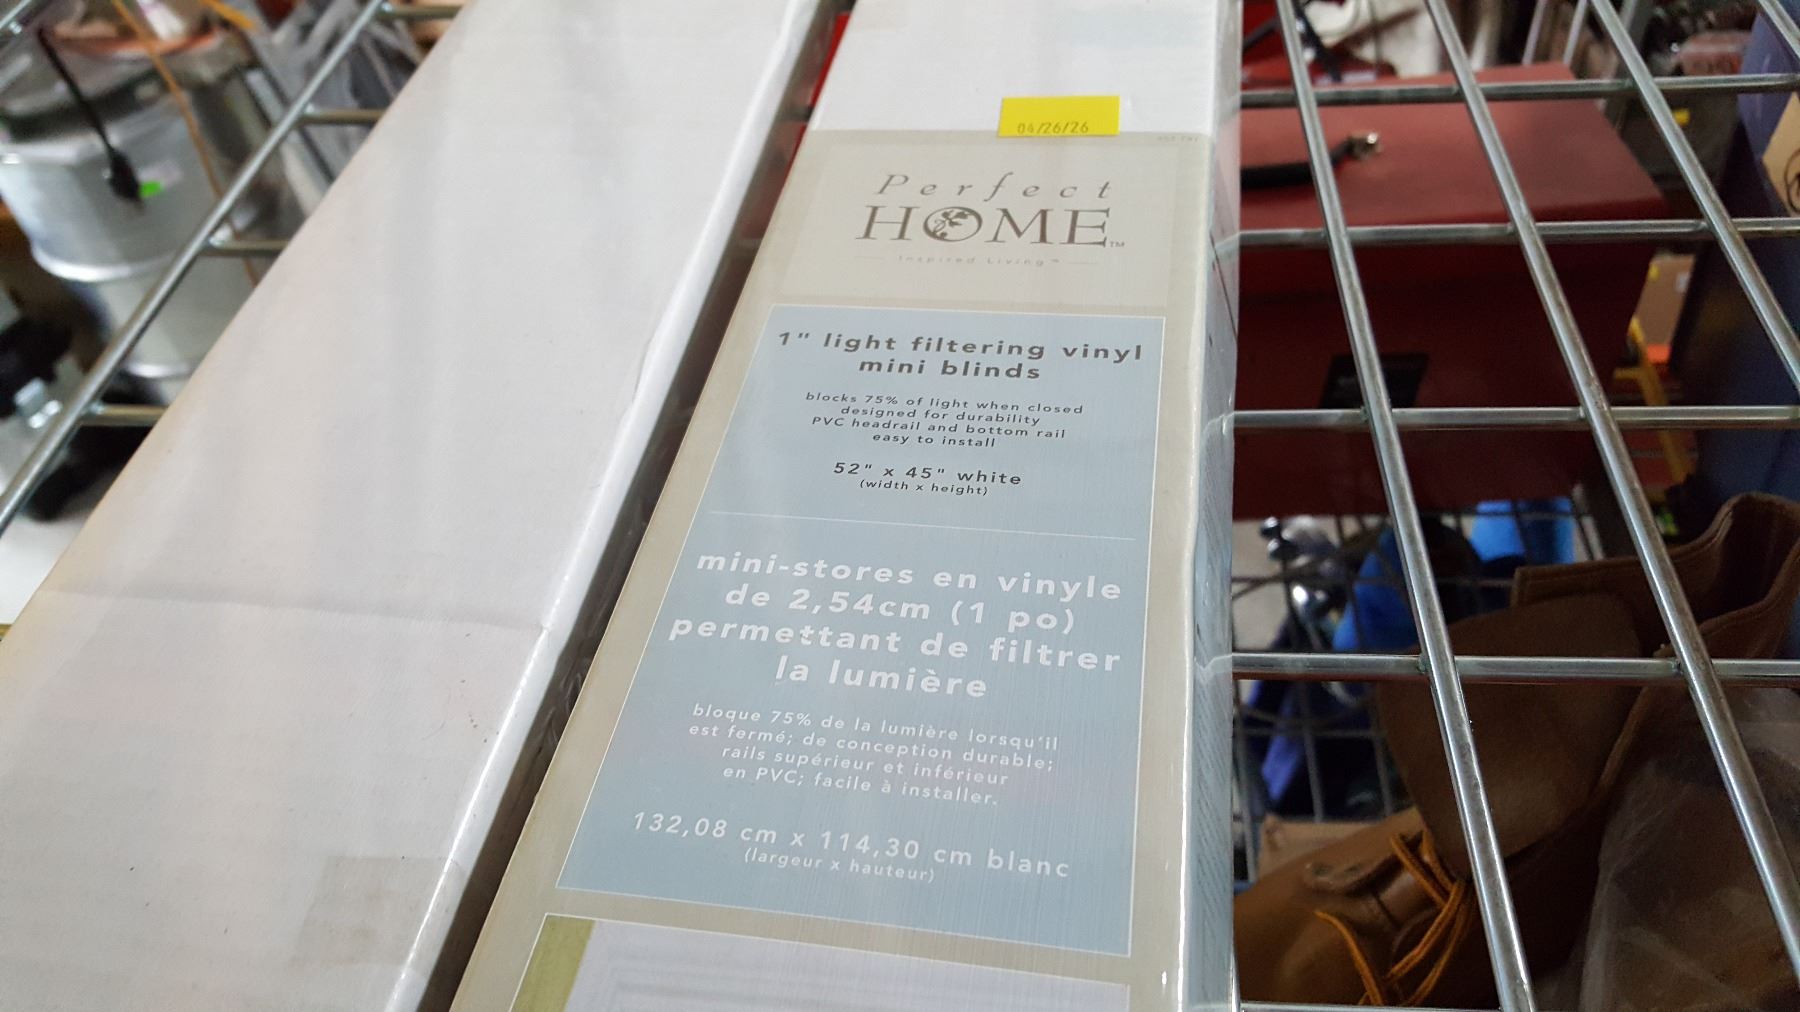 04/26/26
Perfect
HOME™
Inspired Living™
1" light filtering vinyl
mini blinds
blocks 75% of light when closed
designed for durability
PVC headrail and bottom rail
easy to install
52" x 45" white
(width x height)
mini-stores en vinyle
de 2,54cm (1 po)
permettant de filtrer
la lumière
bloque 75% de la lumière lorsqu'il
est fermé; de conception durable;
rails supérieur et inférieur
en PVC; facile à installer.
132,08 cm x 114,30 cm blanc
(largeur x hauteur)